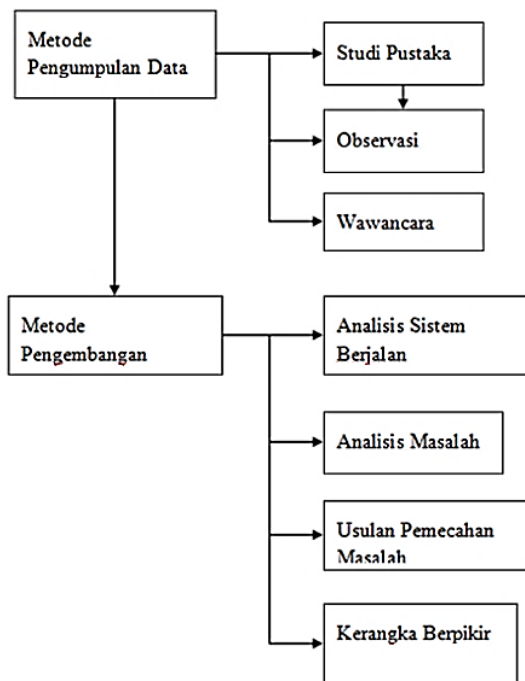 Metode
Pengumpulan Data
Studi Pustaka
Observasi
Wawancara
Metode
Pengembangan
Analisis Sistem
Berjalan
Analisis Masalah
Usulan Pemecahan
Masalah
Kerangka Berpikir